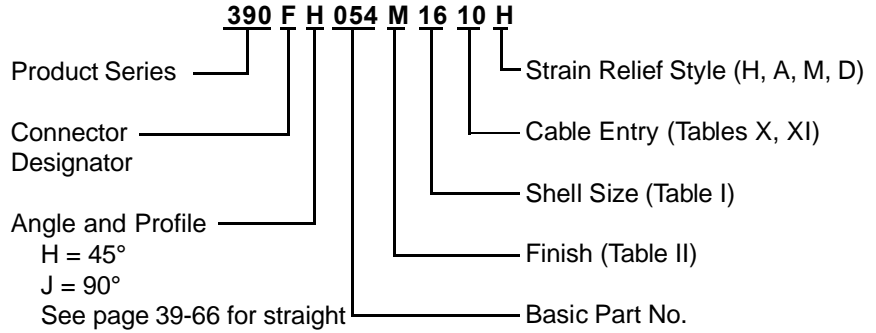 390 F H 054 M 16 10 H
Product Series
Connector
Designator
Angle and Profile
H = 45°
J = 90°
See page 39-66 for straight
Strain Relief Style (H, A, M, D)
Cable Entry (Tables X, XI)
Shell Size (Table I)
Finish (Table II)
Basic Part No.